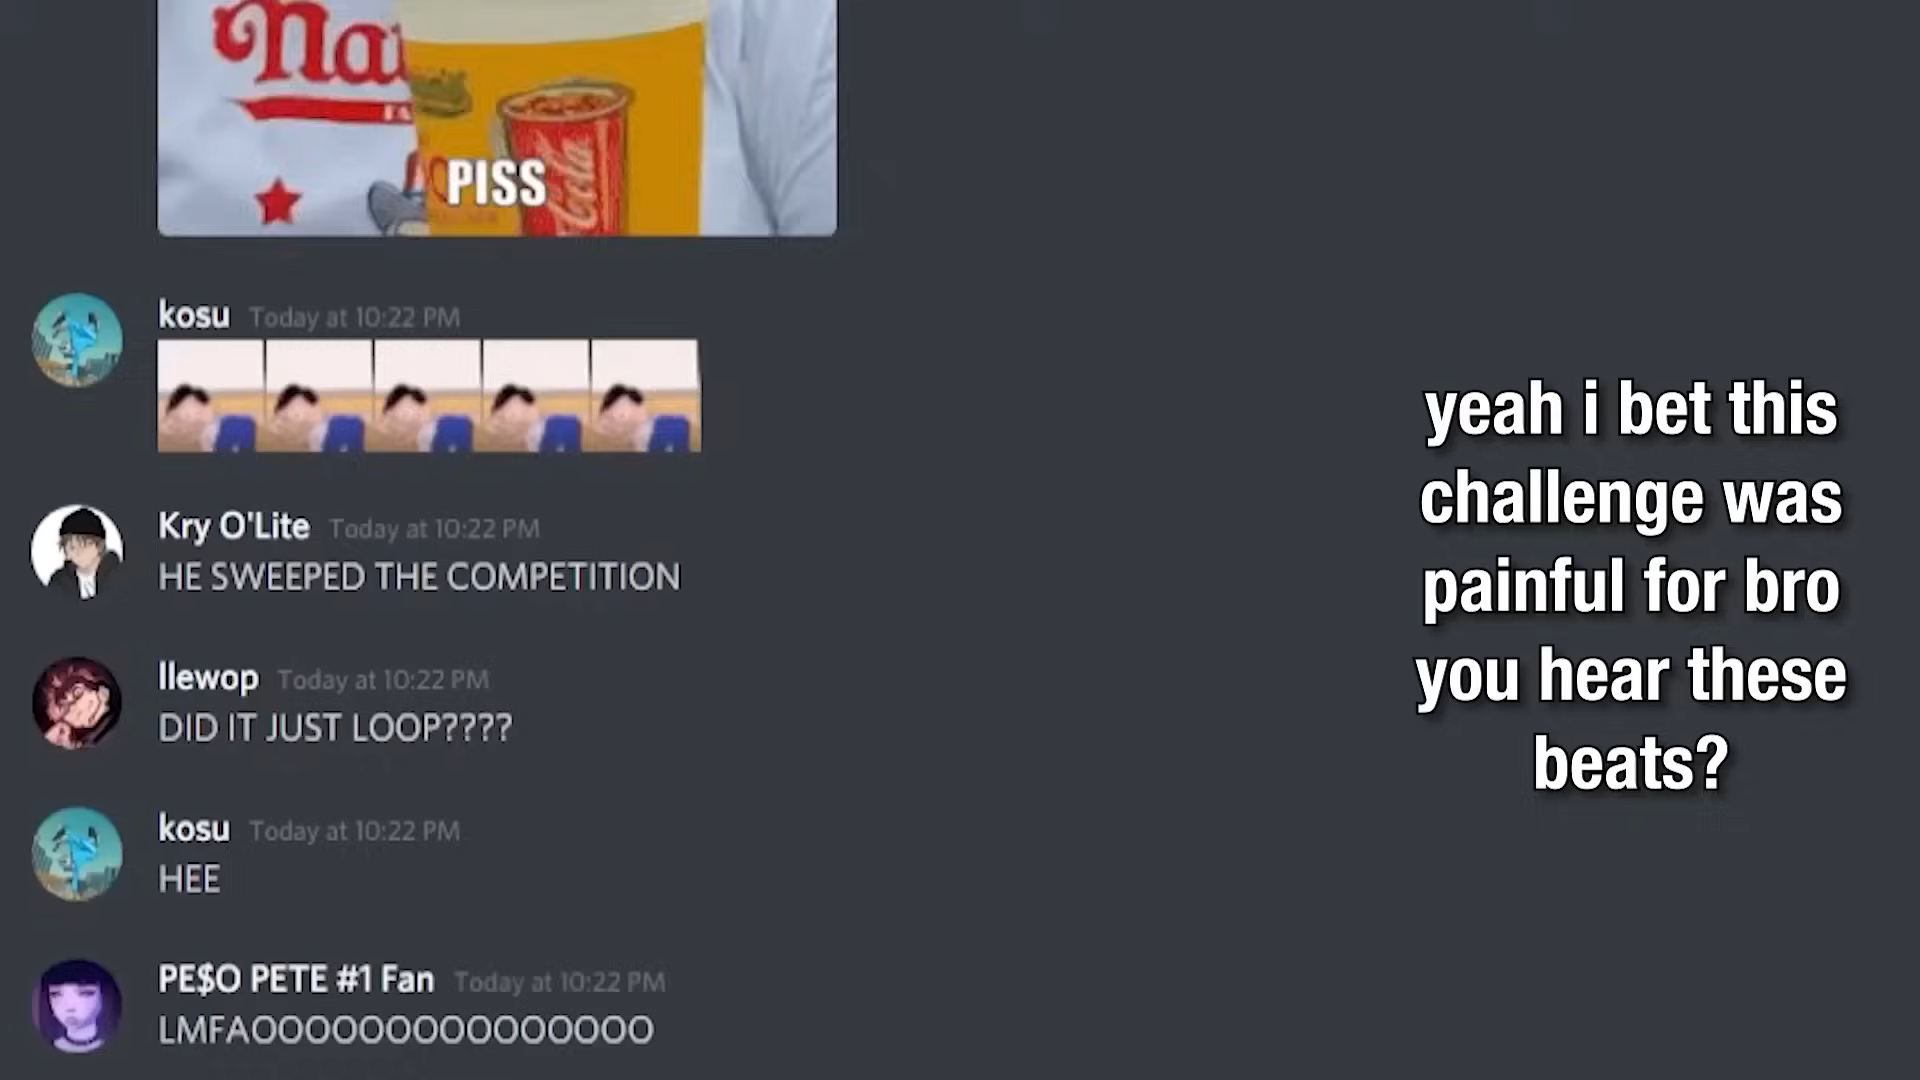 Na
PISS
Cola
kosu Today at 10:22 PM
Kry O'Lite Today at 10:22 PM
HE SWEEPED THE COMPETITION
llewop Today at 10:22 PM
DID IT JUST LOOP????
kosu Today at 10:22 PM
HEE
PE$O PETE #1 Fan Today at 10:22 PM
LMFAOOOOOOOOOOOOOOO
yeah i bet this
challenge was
painful for bro
you hear these
beats?